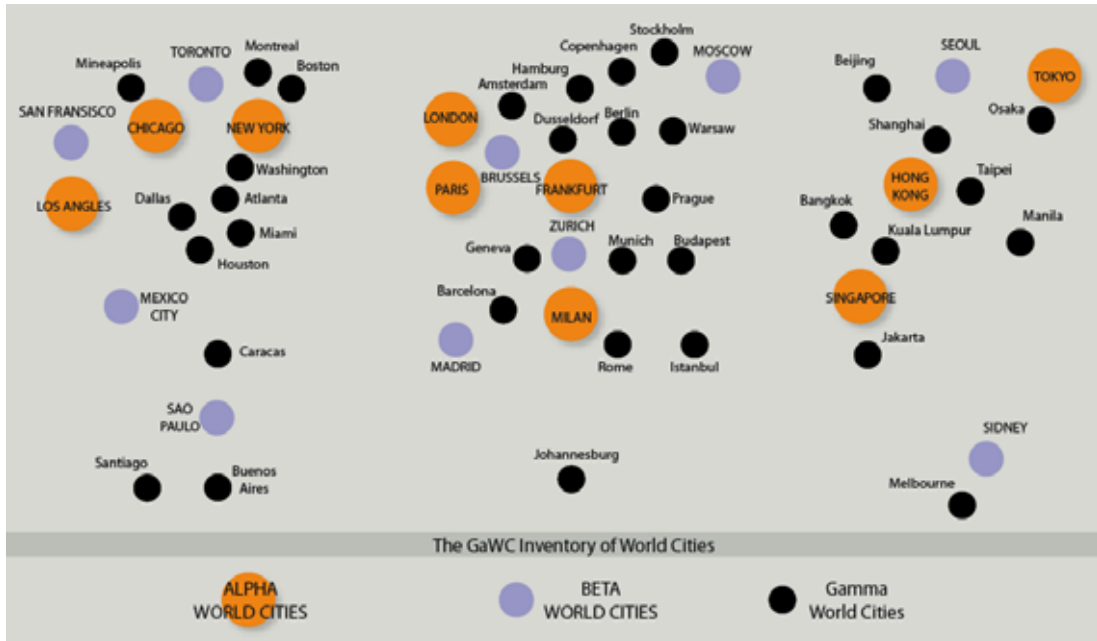 Stockholm
Montreal
Copenhagen
SEOUL
TORONTO
MOSCOW
Mineapolis
Boston
Hamburg
Beijing
Amsterdam
TOKYO
SAN FRANSISCO
LONDON
Osaka
CHICAGO
NEW YORK
Dusseldorf
Berlin
Warsaw
Shanghai
Washington
BRUSSELS
HONG
KONG
Taipei
PARIS
FRANKFURT
LOS ANGLES
Dallas
Atlanta
Prague
Bangkok
Manila
ZURICH
Miami
Geneva
Munich
Budapest
Kuala Lumpur
Houston
Barcelona
MEXICO
CITY
SINGAPORE
MILAN
Jakarta
Caracas
MADRID
Rome
Istanbul
SAO
PAULO
SIDNEY
Johannesburg
Santiago
Buenos
Aires
Melbourne
The GaWC Inventory of World Cities
ALPHA
WORLD CITIES
BETA
WORLD CITIES
Gamma
World Cities